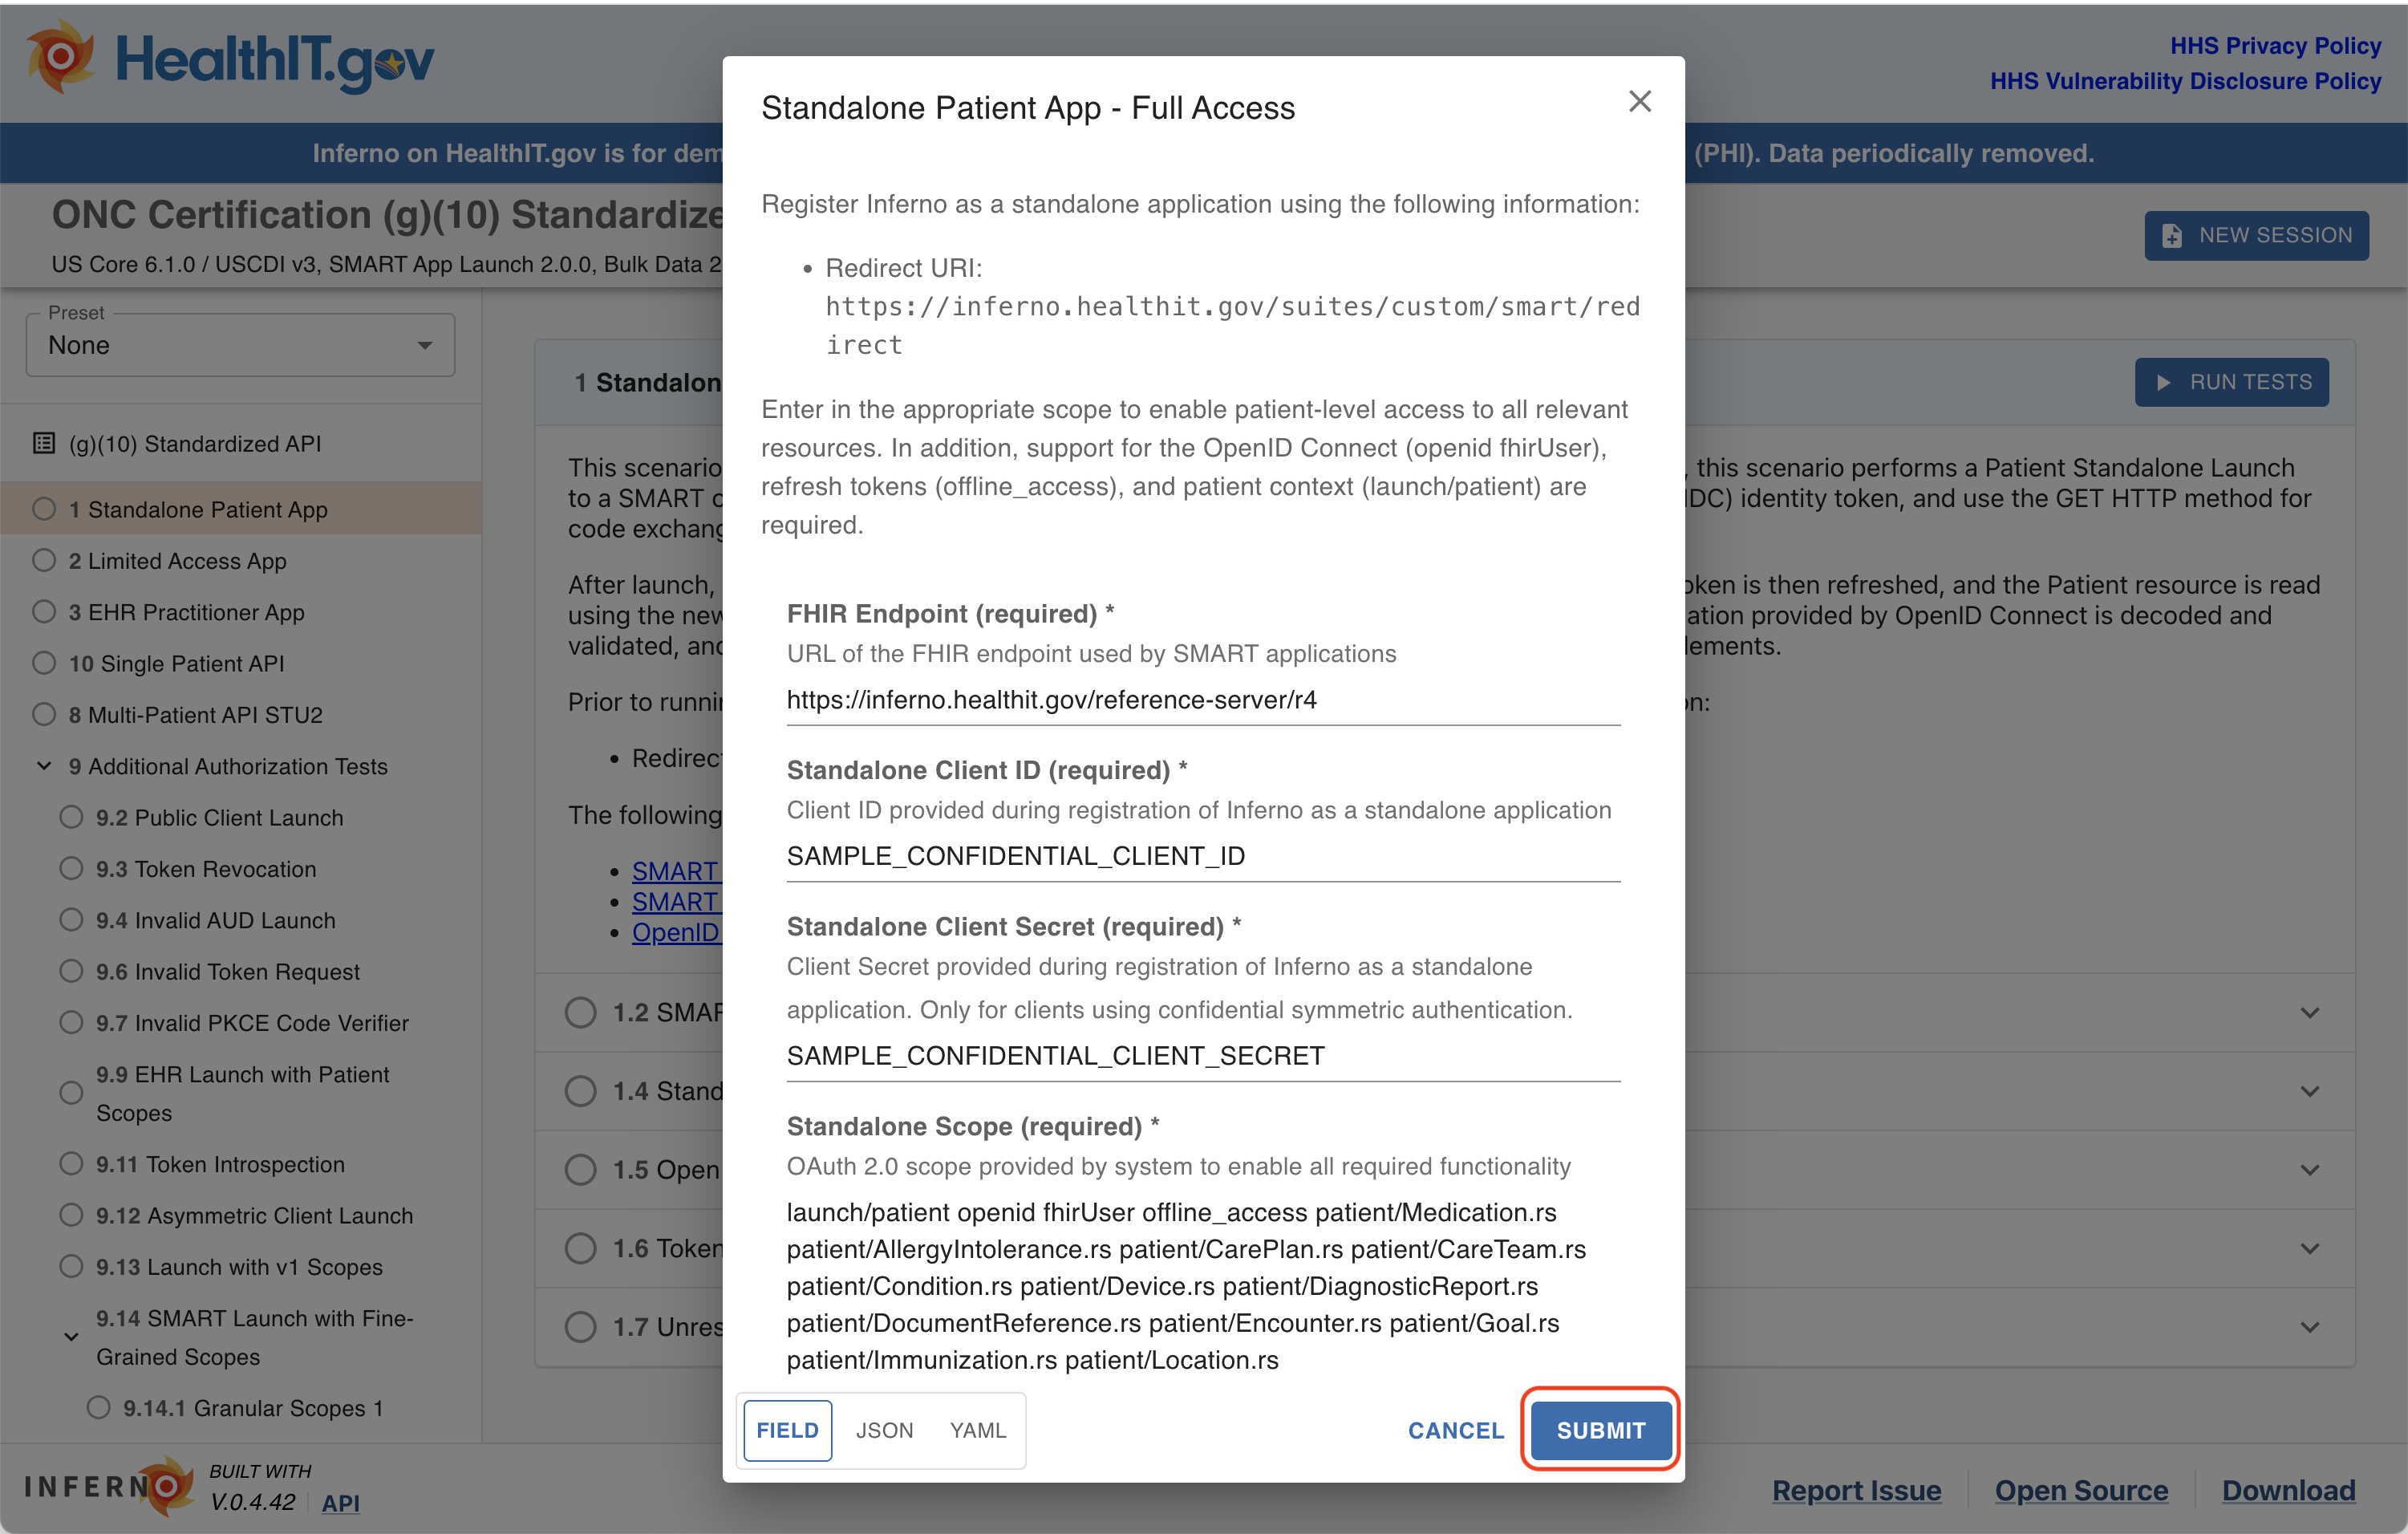 HealthIT.gov
HHS Privacy Policy
HHS Vulnerability Disclosure Policy
Inferno on HealthIT.gov is for dem
(PHI). Data periodically removed.
ONC Certification (g)(10) Standardize
US Core 6.1.0 / USCDI v3, SMART App Launch 2.0.0, Bulk Data 2
NEW SESSION
Preset
None
(g)(10) Standardized API
1 Standalone Patient App
2 Limited Access App
3 EHR Practitioner App
10 Single Patient API
8 Multi-Patient API STU2
9 Additional Authorization Tests
9.2 Public Client Launch
9.3 Token Revocation
9.4 Invalid AUD Launch
9.6 Invalid Token Request
9.7 Invalid PKCE Code Verifier
9.9 EHR Launch with Patient
Scopes
9.11 Token Introspection
9.12 Asymmetric Client Launch
9.13 Launch with v1 Scopes
9.14 SMART Launch with Fine-
Grained Scopes
9.14.1 Granular Scopes 1
1 Standalon
RUN TESTS
This scenario
to a SMART c
code exchang
After launch,
using the new
validated, and
Prior to runnin
• Redirec
The following
• SMART
• SMART
• OpenID
1.2 SMAR
1.4 Stand
1.5 Open
1.6 Token
1.7 Unres
, this scenario performs a Patient Standalone Launch
IDC) identity token, and use the GET HTTP method for
oken is then refreshed, and the Patient resource is read
ation provided by OpenID Connect is decoded and
lements.
on:
Standalone Patient App - Full Access
Register Inferno as a standalone application using the following information:
• Redirect URI:
https://inferno.healthit.gov/suites/custom/smart/red
irect
Enter in the appropriate scope to enable patient-level access to all relevant
resources. In addition, support for the OpenID Connect (openid fhirUser),
refresh tokens (offline_access), and patient context (launch/patient) are
required.
FHIR Endpoint (required) *
URL of the FHIR endpoint used by SMART applications
https://inferno.healthit.gov/reference-server/r4
Standalone Client ID (required) *
Client ID provided during registration of Inferno as a standalone application
SAMPLE_CONFIDENTIAL_CLIENT_ID
Standalone Client Secret (required) *
Client Secret provided during registration of Inferno as a standalone
application. Only for clients using confidential symmetric authentication.
SAMPLE_CONFIDENTIAL_CLIENT_SECRET
Standalone Scope (required) *
OAuth 2.0 scope provided by system to enable all required functionality
launch/patient openid fhirUser offline_access patient/Medication.rs
patient/AllergyIntolerance.rs patient/CarePlan.rs patient/CareTeam.rs
patient/Condition.rs patient/Device.rs patient/DiagnosticReport.rs
patient/DocumentReference.rs patient/Encounter.rs patient/Goal.rs
patient/Immunization.rs patient/Location.rs
FIELD JSON YAML
CANCEL SUBMIT
INFERNO
BUILT WITH
V.0.4.42 API
Report Issue
Open Source
Download